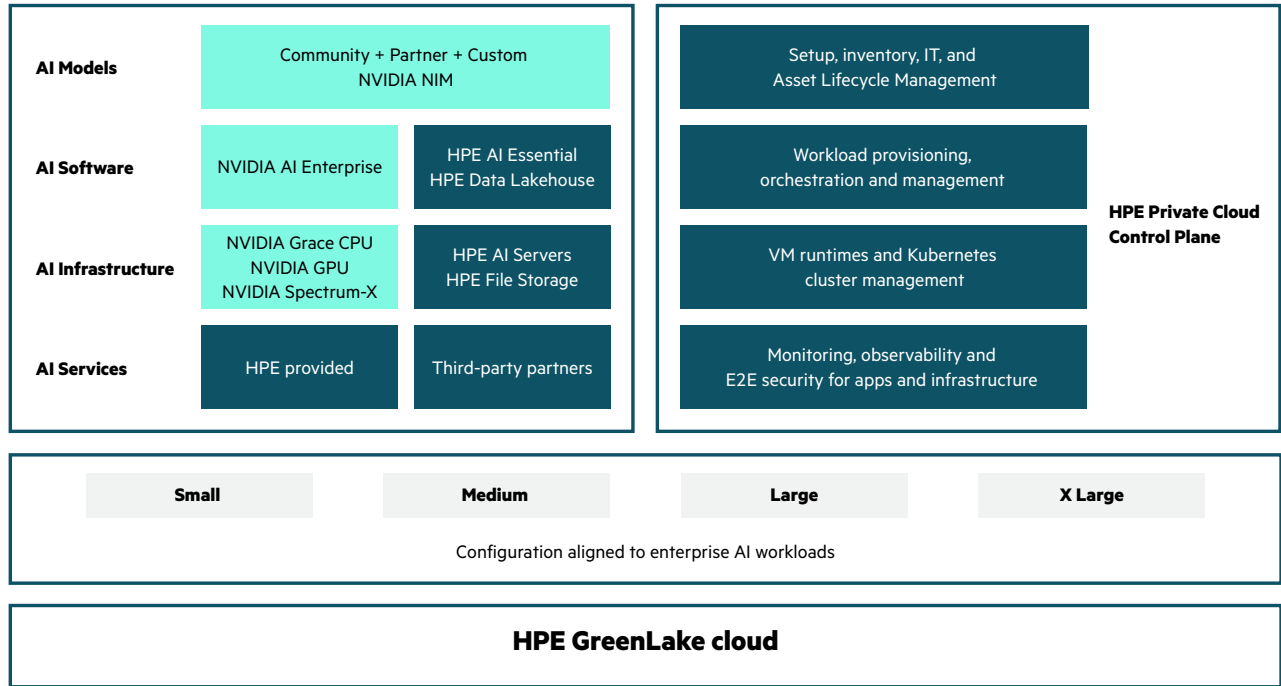 AI Models
Community + Partner + Custom
NVIDIA NIM
AI Software
NVIDIA AI Enterprise
HPE AI Essential
HPE Data Lakehouse
AI Infrastructure
NVIDIA Grace CPU
NVIDIA GPU
NVIDIA Spectrum-X
HPE AI Servers
HPE File Storage
AI Services
HPE provided
Third-party partners
Setup, inventory, IT, and
Asset Lifecycle Management
Workload provisioning,
orchestration and management
VM runtimes and Kubernetes
cluster management
Monitoring, observability and
E2E security for apps and infrastructure
HPE Private Cloud
Control Plane
Small
Medium
Large
X Large
Configuration aligned to enterprise AI workloads
HPE GreenLake cloud